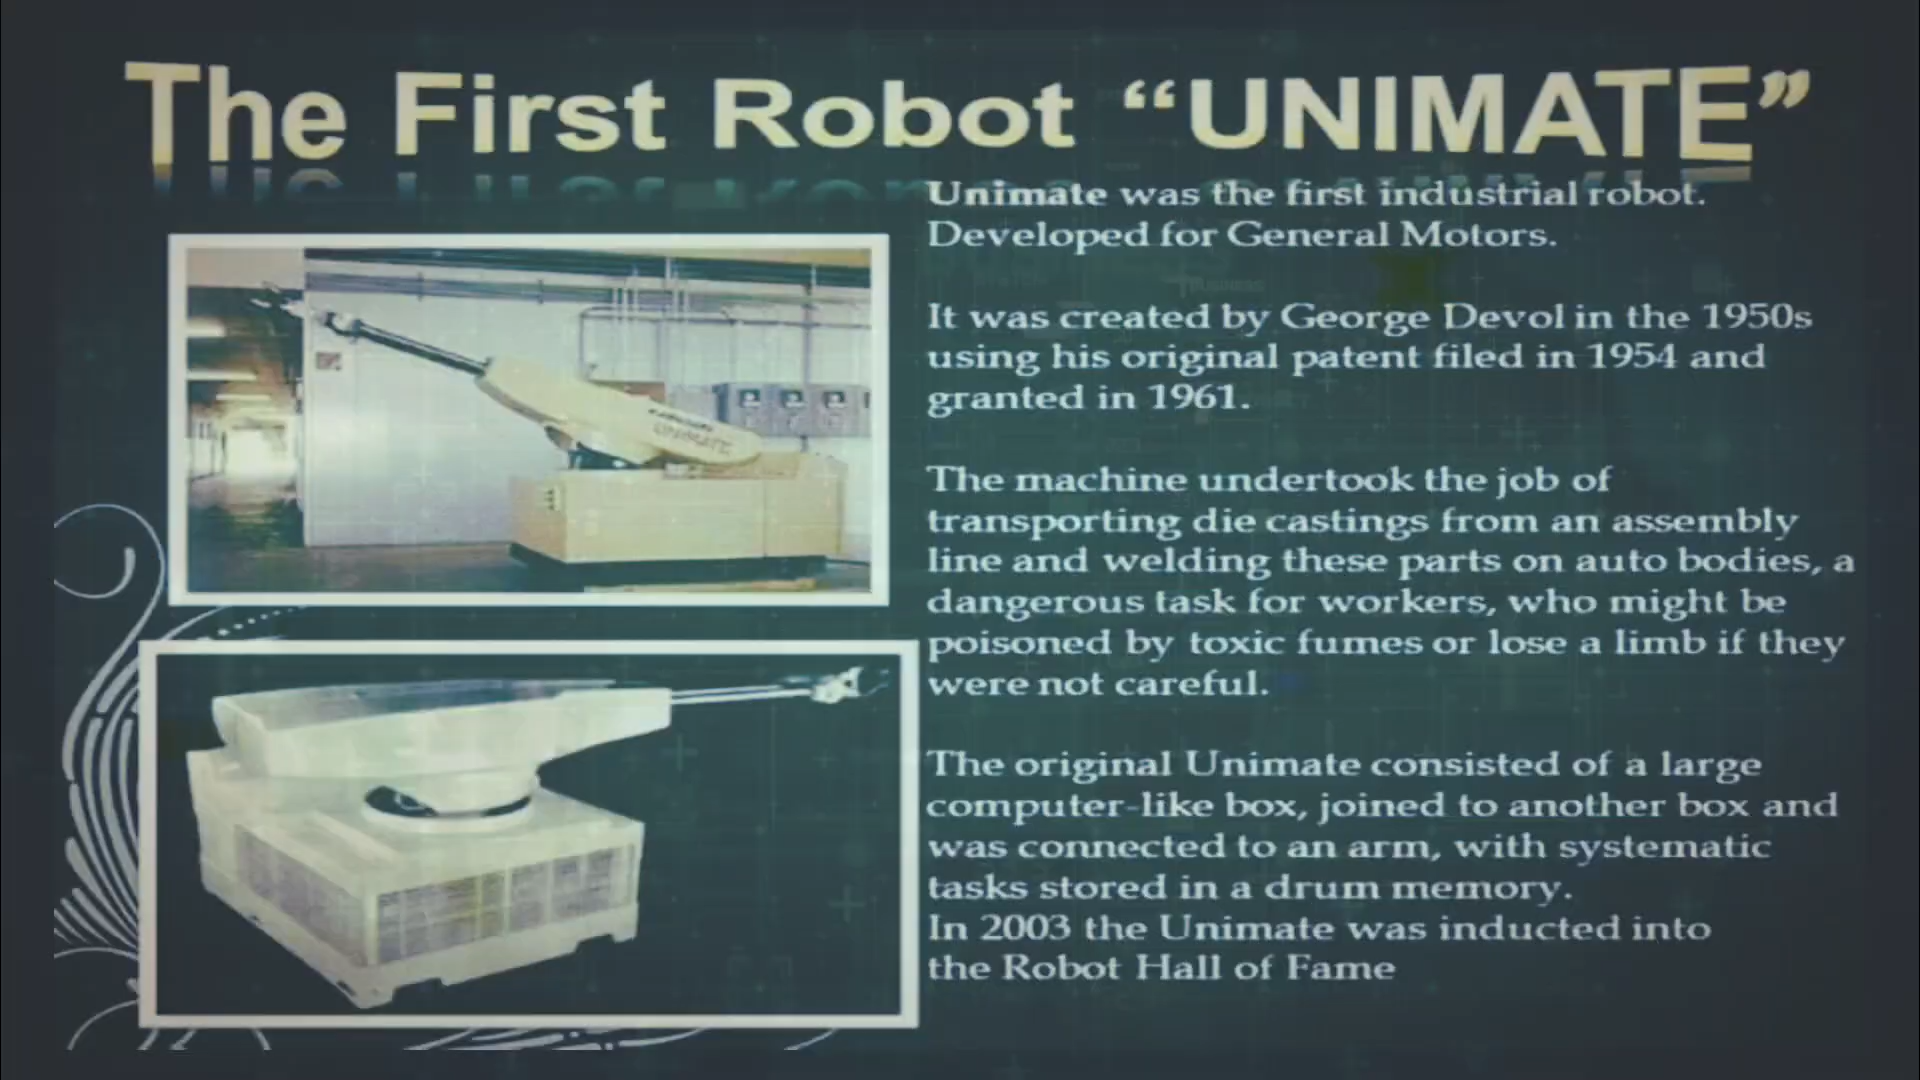 The First Robot “UNIMATE”
Unimate was the first industrial robot.
Developed for General Motors.
It was created by George Devol in the 1950s
using his original patent filed in 1954 and
granted in 1961.
The machine undertook the job of
transporting die castings from an assembly
line and welding these parts on auto bodies, a
dangerous task for workers, who might be
poisoned by toxic fumes or lose a limb if they
were not careful.
The original Unimate consisted of a large
computer-like box, joined to another box and
was connected to an arm, with systematic
tasks stored in a drum memory.
In 2003 the Unimate was inducted into
the Robot Hall of Fame
UNIMATE
BUSINESS